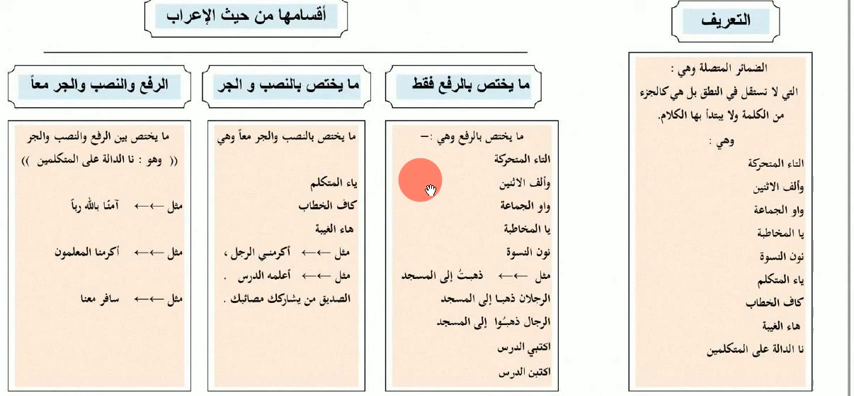 التعريف
الضمائر المتصلة وهي :
التي لا تستقل في النطق بل هي كالجزء
من الكلمة ولا يبتدأ بها الكلام.
وهي :
التاء المتحركة
وألف الاثنين
واو الجماعة
يا المخاطبة
نون النسوة
ياء المتكلم
كاف الخطاب
هاء الغيبة
نا الدالة على المتكلمين
أقسامها من حيث الإعراب
ما يختص بالرفع فقط
ما يختص بالرفع وهي :–
التاء المتحركة
وألف الاثنين
واو الجماعة
يا المخاطبة
نون النسوة
مثل ←← ذهبتُ إلى المسجد
الرجلان ذهبا إلى المسجد
الرجال ذهبُوا إلى المسجد
اكتبي الدرس
اكتبن الدرس
ما يختص بالنصب و الجر
ما يختص بالنصب والجر معاً وهي
ياء المتكلم
كاف الخطاب
هاء الغيبة
مثل ←← أكرمنـي الرجل ،
مثل ←← أعلمه الدرس .
الصديق من يشاركك مصائبك .
الرفع والنصب والجر معاً
ما يختص بين الرفع والنصب والجر
(( وهو : نا الدالة على المتكلمين ))
مثل ←← آمنّا بالله رباً
مثل ←← أكرمنا المعلمون
مثل ←← سافر معنا